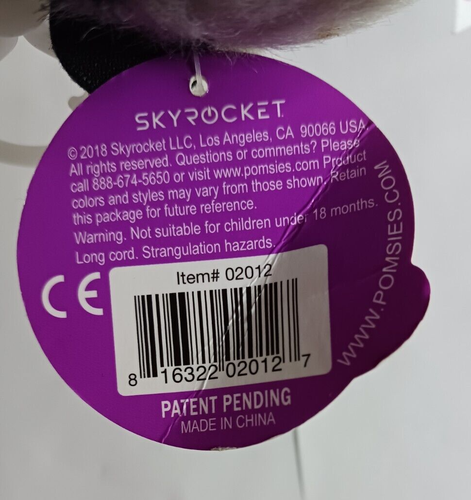 SKYROCKET
© 2018 Skyrocket LLC, Los Angeles, CA 90066 USA
All rights reserved. Questions or comments? Please
call 888-674-5650 or visit www.pomsies.com Product
colors and styles may vary from those shown. Retain
this package for future reference.
Warning. Not suitable for children under 18 months.
Long cord. Strangulation hazards.
WWW.POMSIES.COM
CE
Item# 02012
8 16322 02012 7
PATENT PENDING
MADE IN CHINA